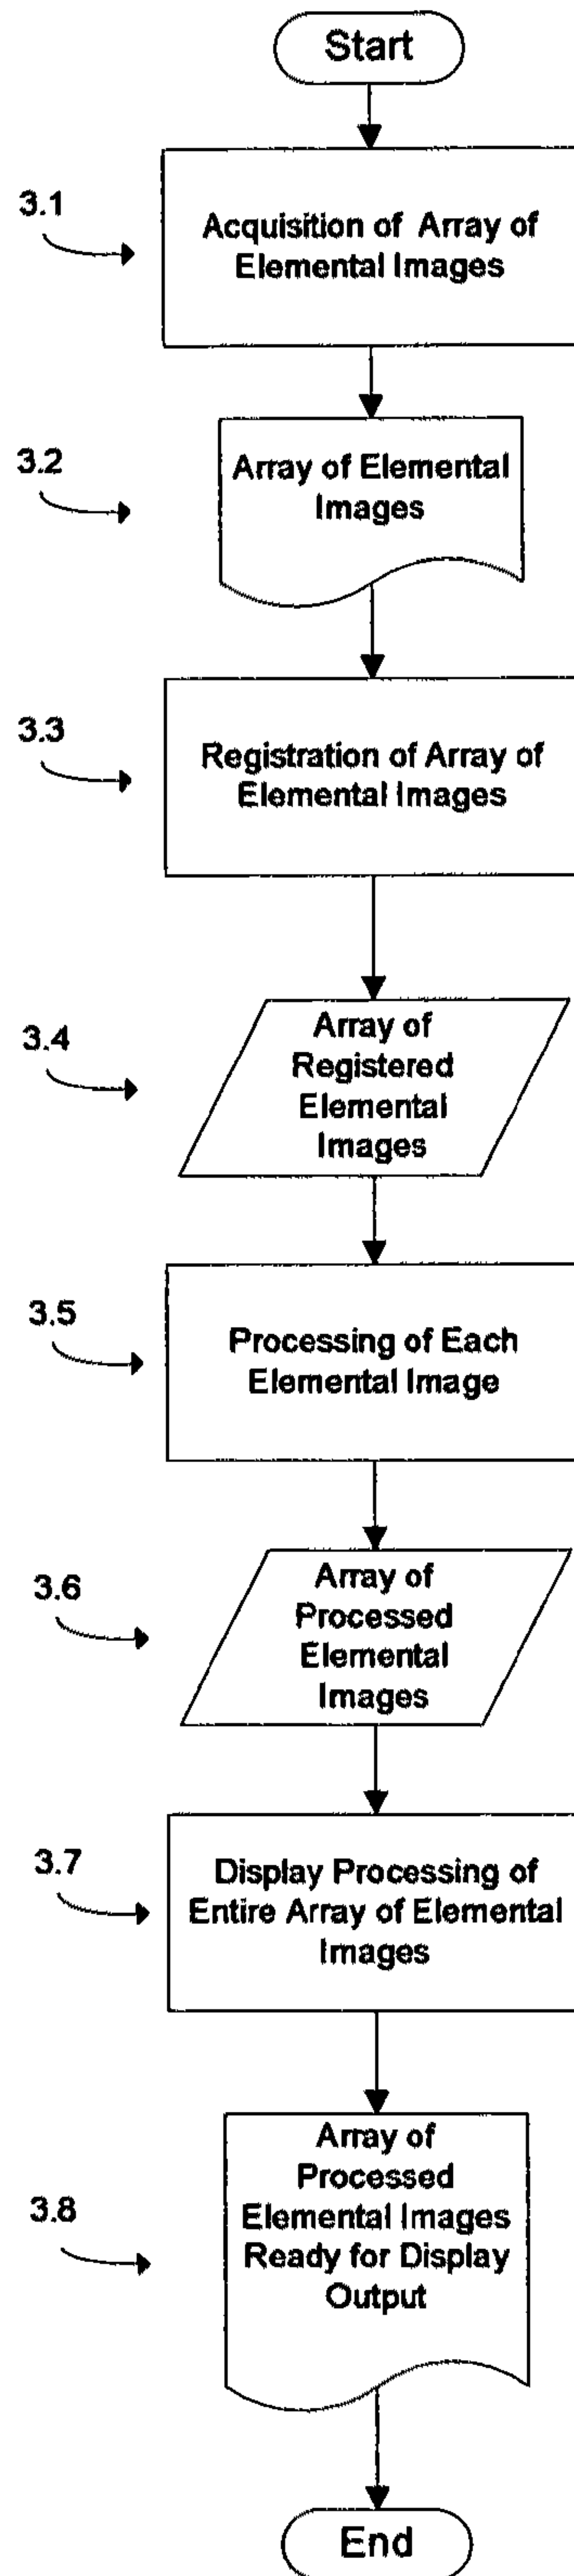 Start
3.1
Acquisition of Array of
Elemental Images
3.2
Array of Elemental
Images
3.3
Registration of Array of
Elemental Images
3.4
Array of
Registered
Elemental
Images
3.5
Processing of Each
Elemental Image
3.6
Array of
Processed
Elemental
Images
3.7
Display Processing of
Entire Array of Elemental
Images
3.8
Array of
Processed
Elemental Images
Ready for Display
Output
End